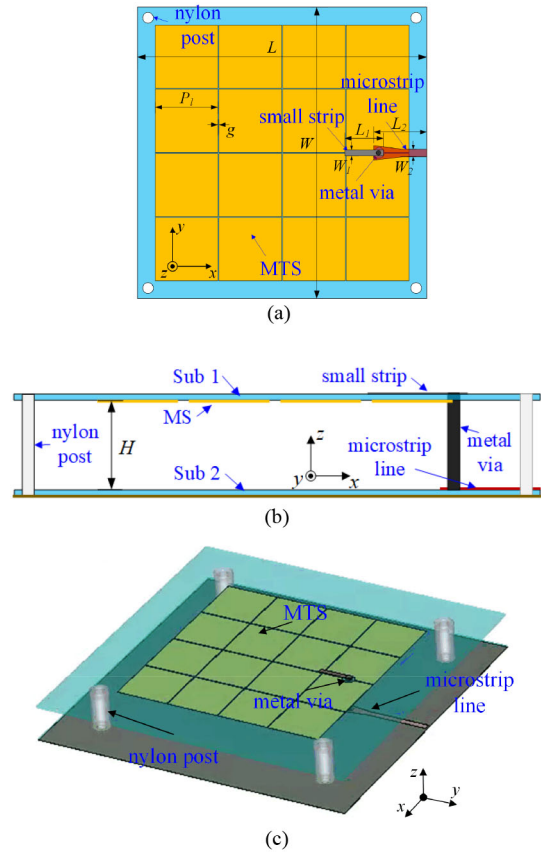 nylon
post
L
microstrip
line
P1
small strip
L1
L2
g
W
W1
W2
metal via
y
z
x
MTS
(a)
Sub 1
small strip
MS
nylon
post
H
z
y
x
metal
via
microstrip
line
Sub 2
(b)
MTS
metal via
microstrip
line
nylon post
z
y
x
(c)